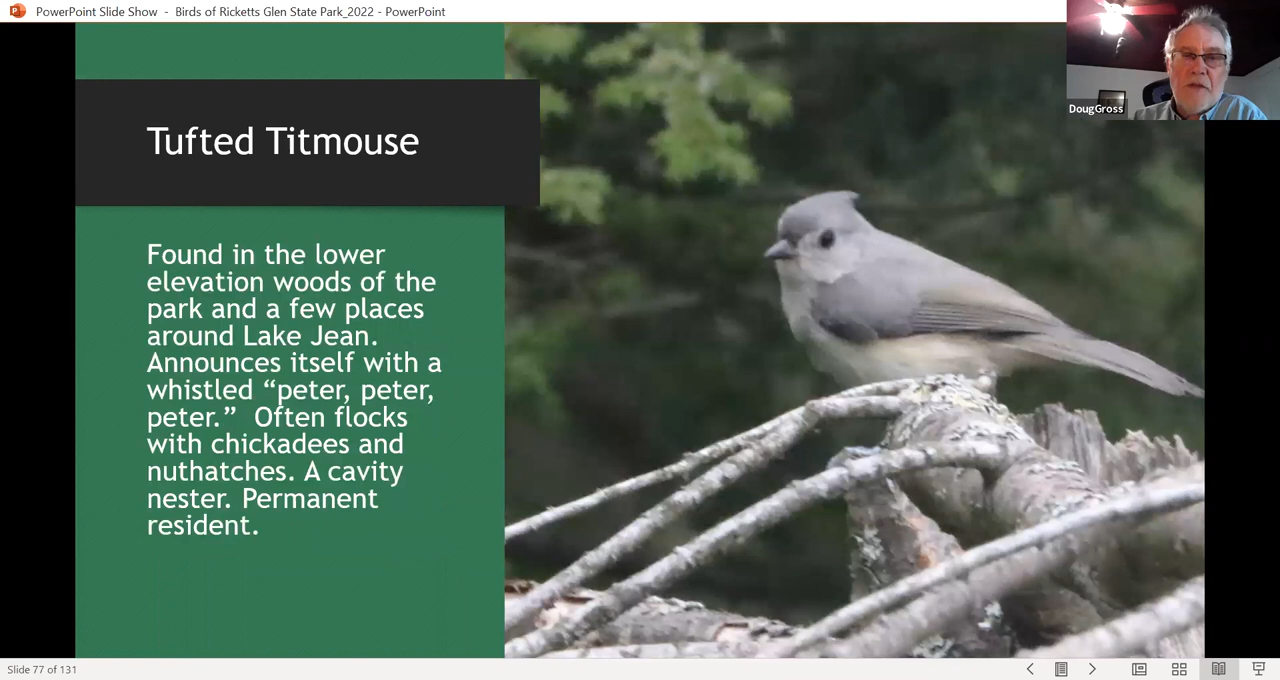 PowerPoint Slide Show - Birds of Ricketts Glen State Park_2022 - PowerPoint
DougGross
Tufted Titmouse
Found in the lower
elevation woods of the
park and a few places
around Lake Jean.
Announces itself with a
whistled “peter, peter,
peter.”  Often flocks
with chickadees and
nuthatches. A cavity
nester. Permanent
resident.
Slide 77 of 131